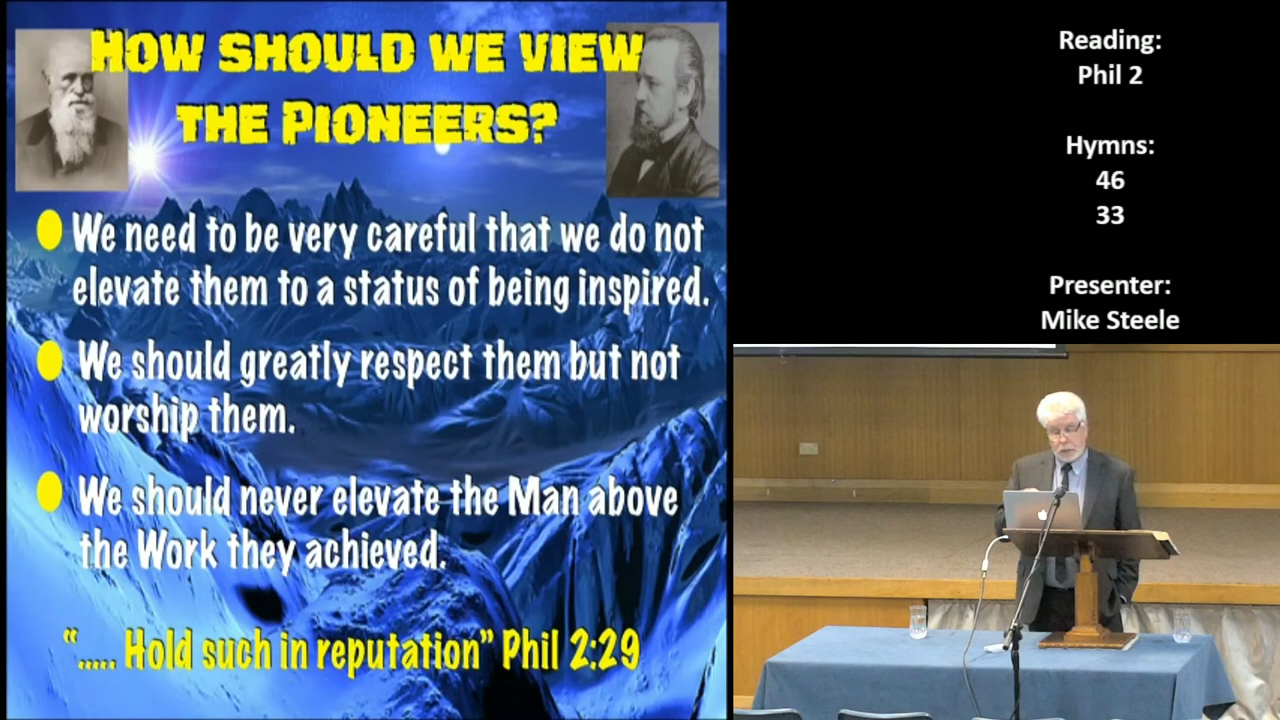 How should we view
the Pioneers?
We need to be very careful that we do not
elevate them to a status of being inspired.
We should greatly respect them but not
worship them.
We should never elevate the Man above
the Work they achieved.
“..... Hold such in reputation” Phil 2:29
Reading:
Phil 2
Hymns:
46
33
Presenter:
Mike Steele